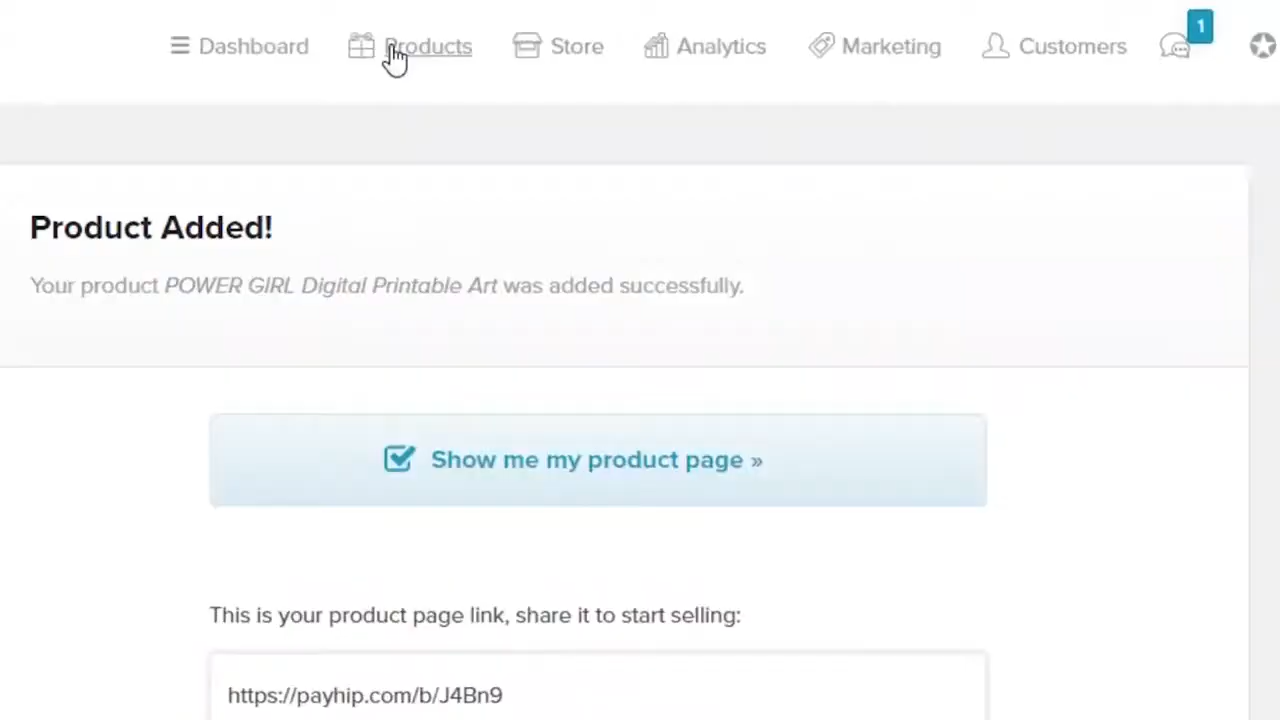 Dashboard Products Store Analytics Marketing Customers 1
Product Added!
Your product POWER GIRL Digital Printable Art was added successfully.
Show me my product page »
This is your product page link, share it to start selling:
https://payhip.com/b/J4Bn9